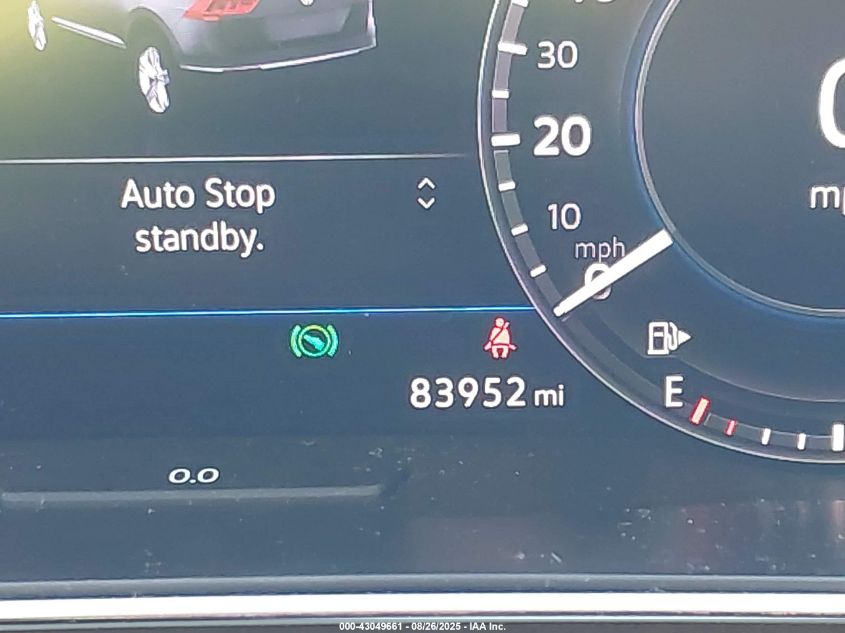 30
20
10
mph
0
Auto Stop
standby.
83952 mi
E
0.0
000-43049661 - 08/26/2025 - IAA Inc.